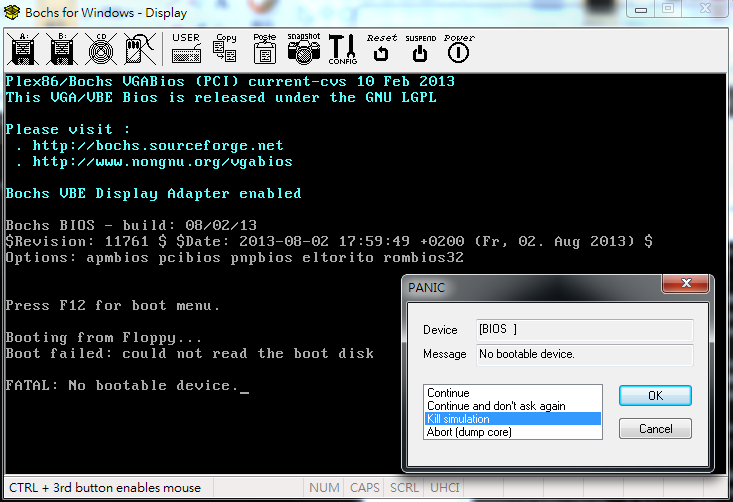 Bochs for Windows - Display
A:
B:
CD
USER
Copy
Paste
snapshot
CONFIG
Reset
SUSPEND
Power
Plex86/Bochs VGABios (PCI) current-cvs 10 Feb 2013
This VGA/VBE Bios is released under the GNU LGPL
Please visit :
. http://bochs.sourceforge.net
. http://www.nongnu.org/vgabios
Bochs VBE Display Adapter enabled
Bochs BIOS - build: 08/02/13
$Revision: 11761 $ $Date: 2013-08-02 17:59:49 +0200 (Fr, 02. Aug 2013) $
Options: apmbios pcibios pnpbios eltorito rombios32
Press F12 for boot menu.
Booting from Floppy...
Boot failed: could not read the boot disk
FATAL: No bootable device._
PANIC
Device [BIOS ]
Message No bootable device.
Continue
Continue and don't ask again
Kill simulation
Abort (dump core)
OK
Cancel
CTRL + 3rd button enables mouse
NUM CAPS SCRL UHCI